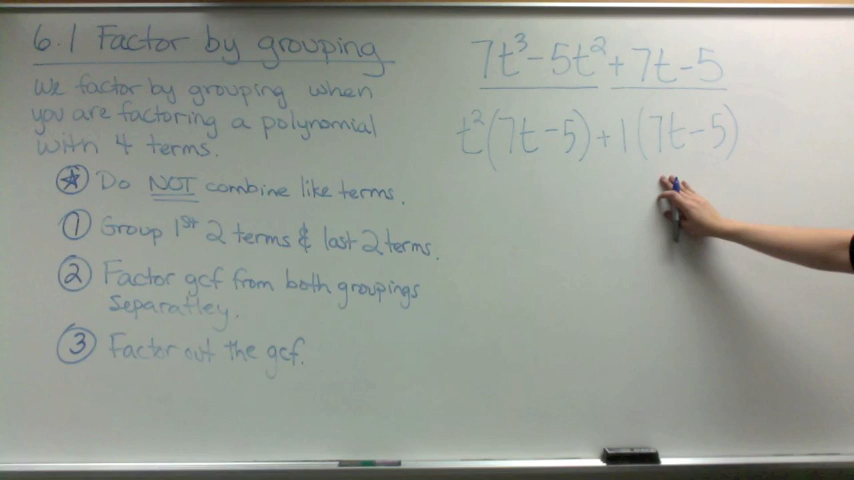 6.1 Factor by grouping
We factor by grouping when
you are factoring a polynomial
with 4 terms.
★ Do NOT combine like terms.
① Group 1st 2 terms & last 2 terms.
② Factor gcf from both groupings
separatley.
③ Factor out the gcf.
7t³-5t²+7t-5
t²(7t-5)+1(7t-5)